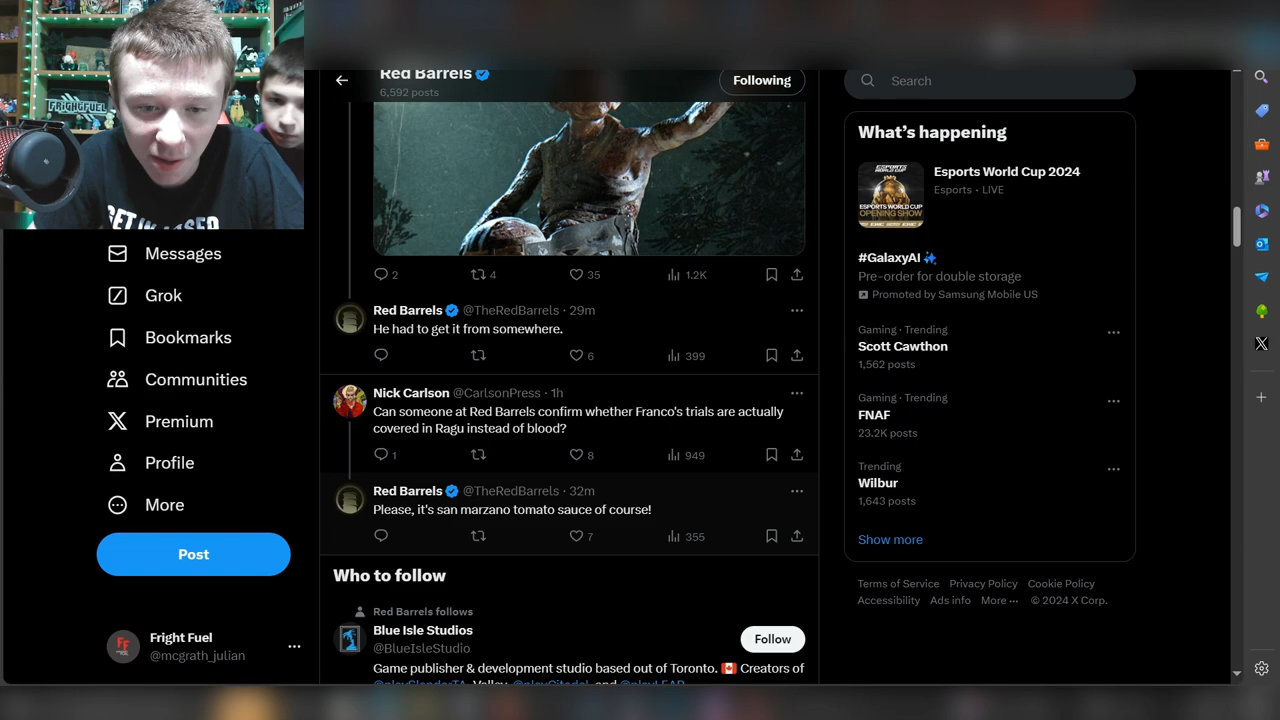 FRIGHT FUEL
Red Barrels
6,592 posts
Following
Search
What's happening
ESPORTS WORLD CUP
OPENING SHOW
Esports World Cup 2024
Esports · LIVE
#GalaxyAI
Pre-order for double storage
Promoted by Samsung Mobile US
Gaming · Trending
Scott Cawthon
1,562 posts
Gaming · Trending
FNAF
23.2K posts
Trending
Wilbur
1,643 posts
Show more
Terms of Service Privacy Policy Cookie Policy
Accessibility Ads info More ··· © 2024 X Corp.
Messages
Grok
Bookmarks
Communities
Premium
Profile
More
Post
Fright Fuel
@mcgrath_julian
2 4 35 1.2K
Red Barrels @TheRedBarrels · 29m
He had to get it from somewhere.
6 399
Nick Carlson @CarlsonPress · 1h
Can someone at Red Barrels confirm whether Franco's trials are actually
covered in Ragu instead of blood?
1 8 949
Red Barrels @TheRedBarrels · 32m
Please, it's san marzano tomato sauce of course!
7 355
Who to follow
Red Barrels follows
Blue Isle Studios
@BlueIsleStudio
Follow
Game publisher & development studio based out of Toronto. Creators of